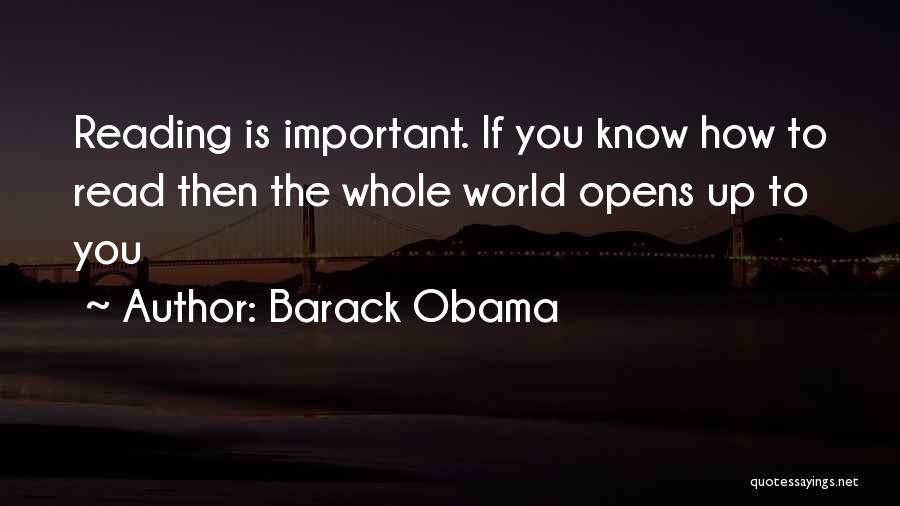 Reading is important. If you know how to
read then the whole world opens up to
you
~ Author: Barack Obama
quotessayings.net